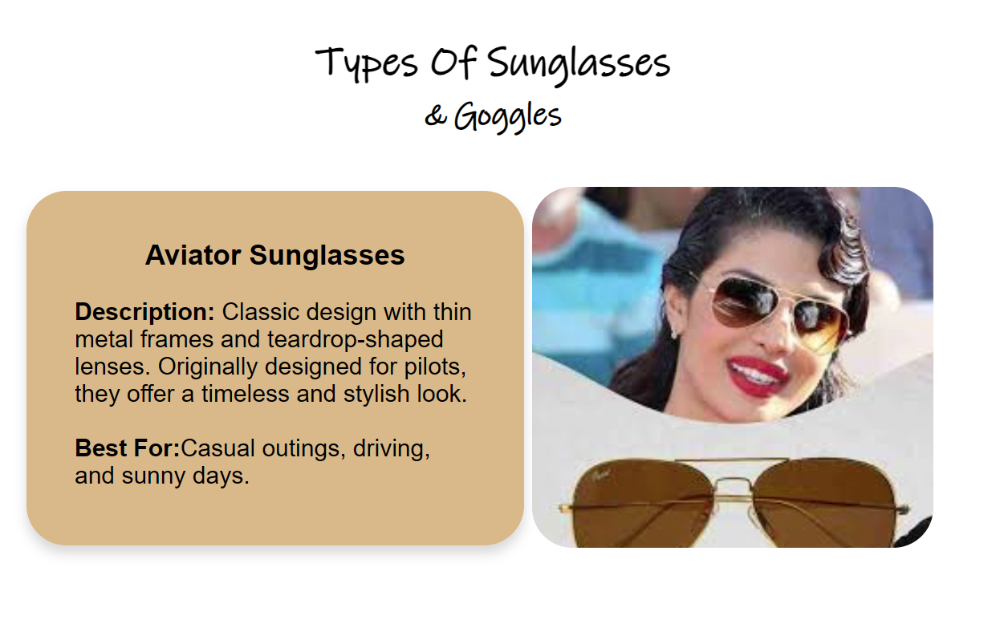 Types Of Sunglasses
& Goggles
Aviator Sunglasses
Description: Classic design with thin
metal frames and teardrop-shaped
lenses. Originally designed for pilots,
they offer a timeless and stylish look.
Best For:Casual outings, driving,
and sunny days.